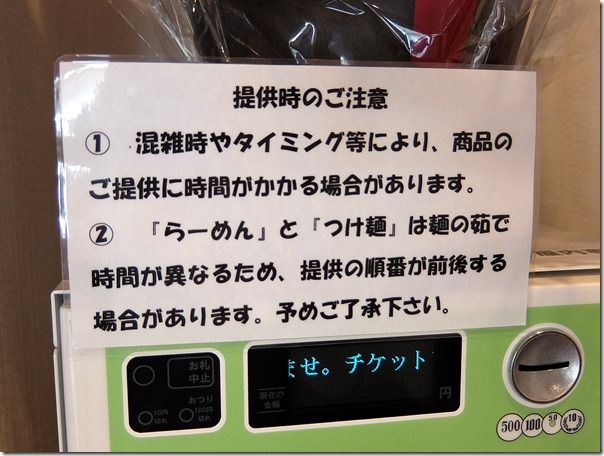 提供時のご注意
① 混雑時やタイミング等により、商品の
ご提供に時間がかかる場合があります。
② 『らーめん』と『つけ麺』は麺の茹で
時間が異なるため、提供の順番が前後する
場合があります。予めご了承下さい。
お札
中止
おつり
10円
切れ
100円
切れ
ませ。チケット
現在の
金額
円
500 100 50 10